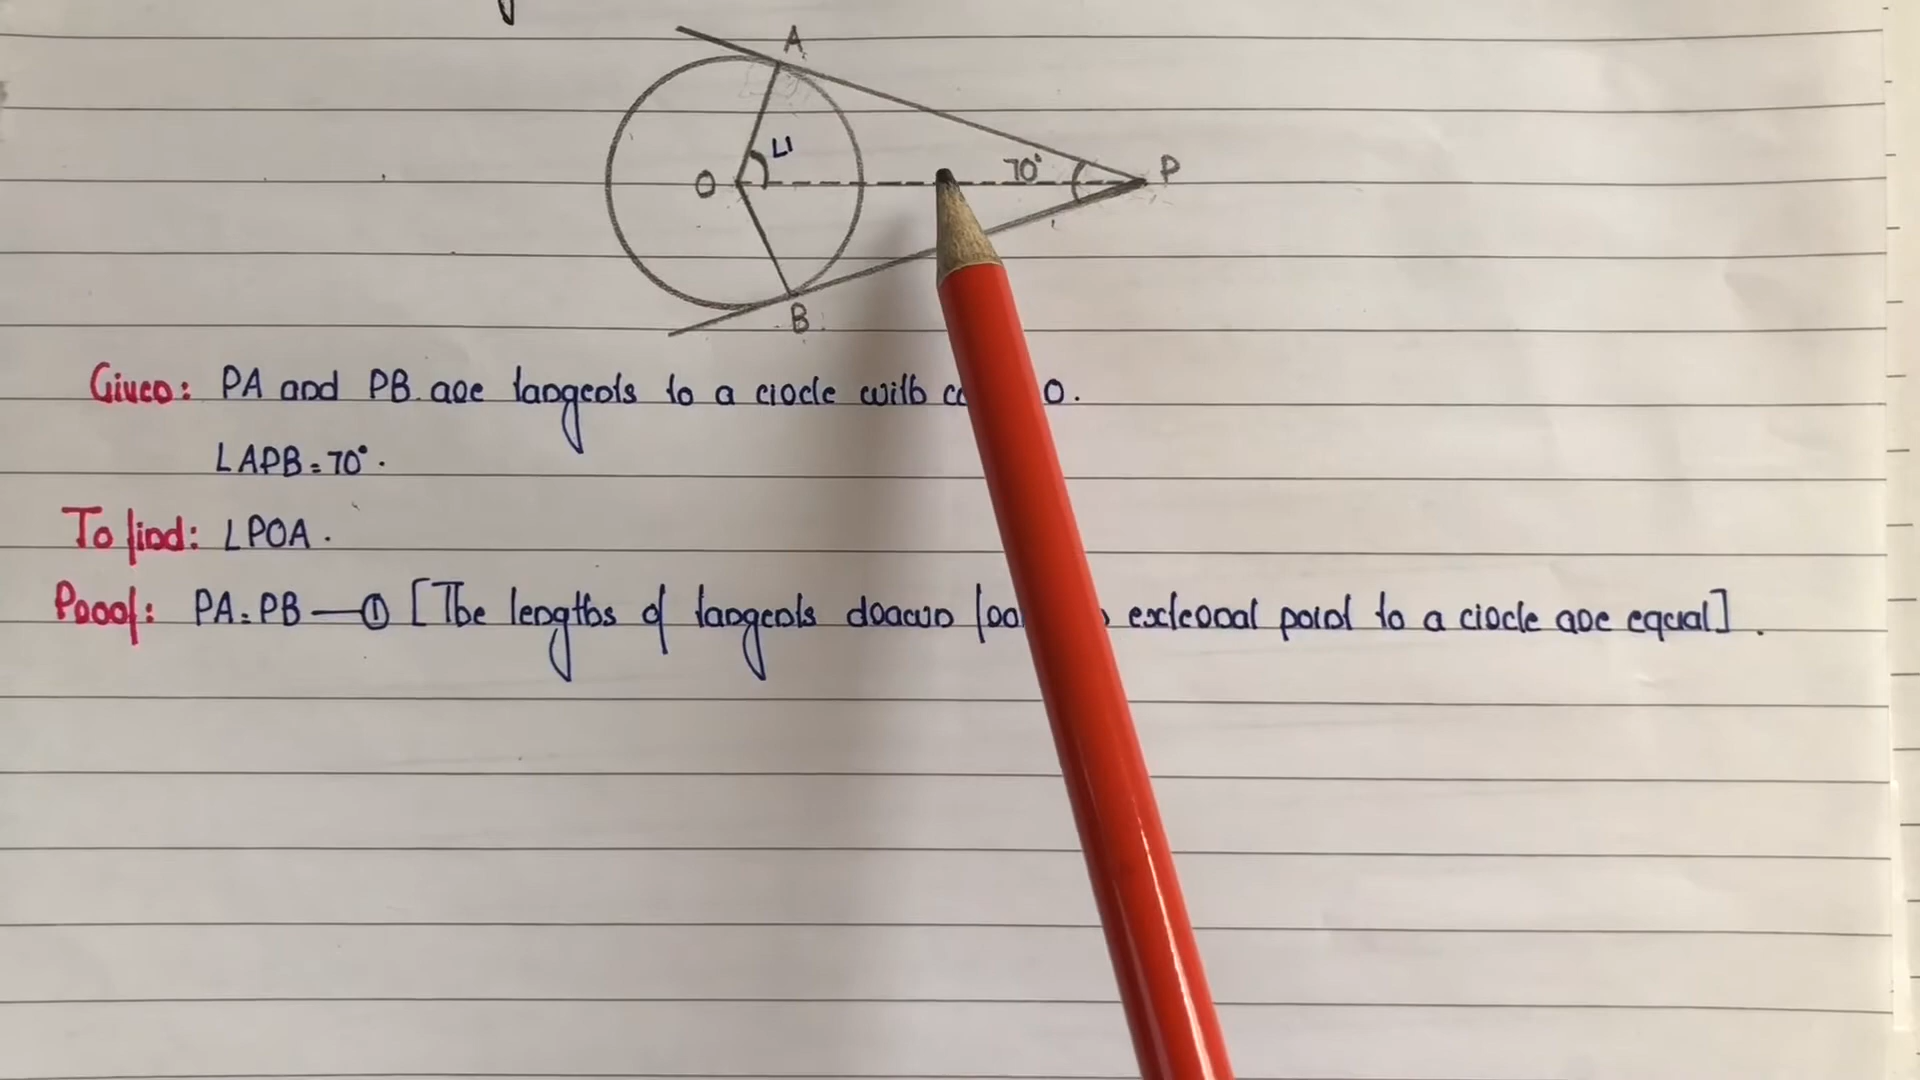 A
∠1
70°
P
O
B
Given: PA and PB are tangents to a circle with O.
∠APB = 70°.
To find: ∠POA.
Proof: PA = PB — ① [The lengths of tangents drawn external point to a circle are equal].